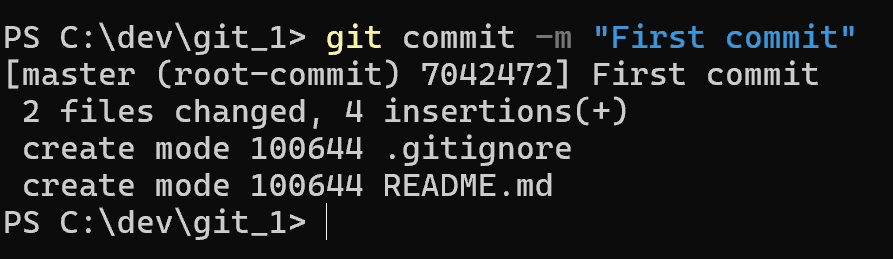 PS C:\dev\git_1> git commit -m "First commit"
[master (root-commit) 7042472] First commit
 2 files changed, 4 insertions(+)
 create mode 100644 .gitignore
 create mode 100644 README.md
PS C:\dev\git_1>